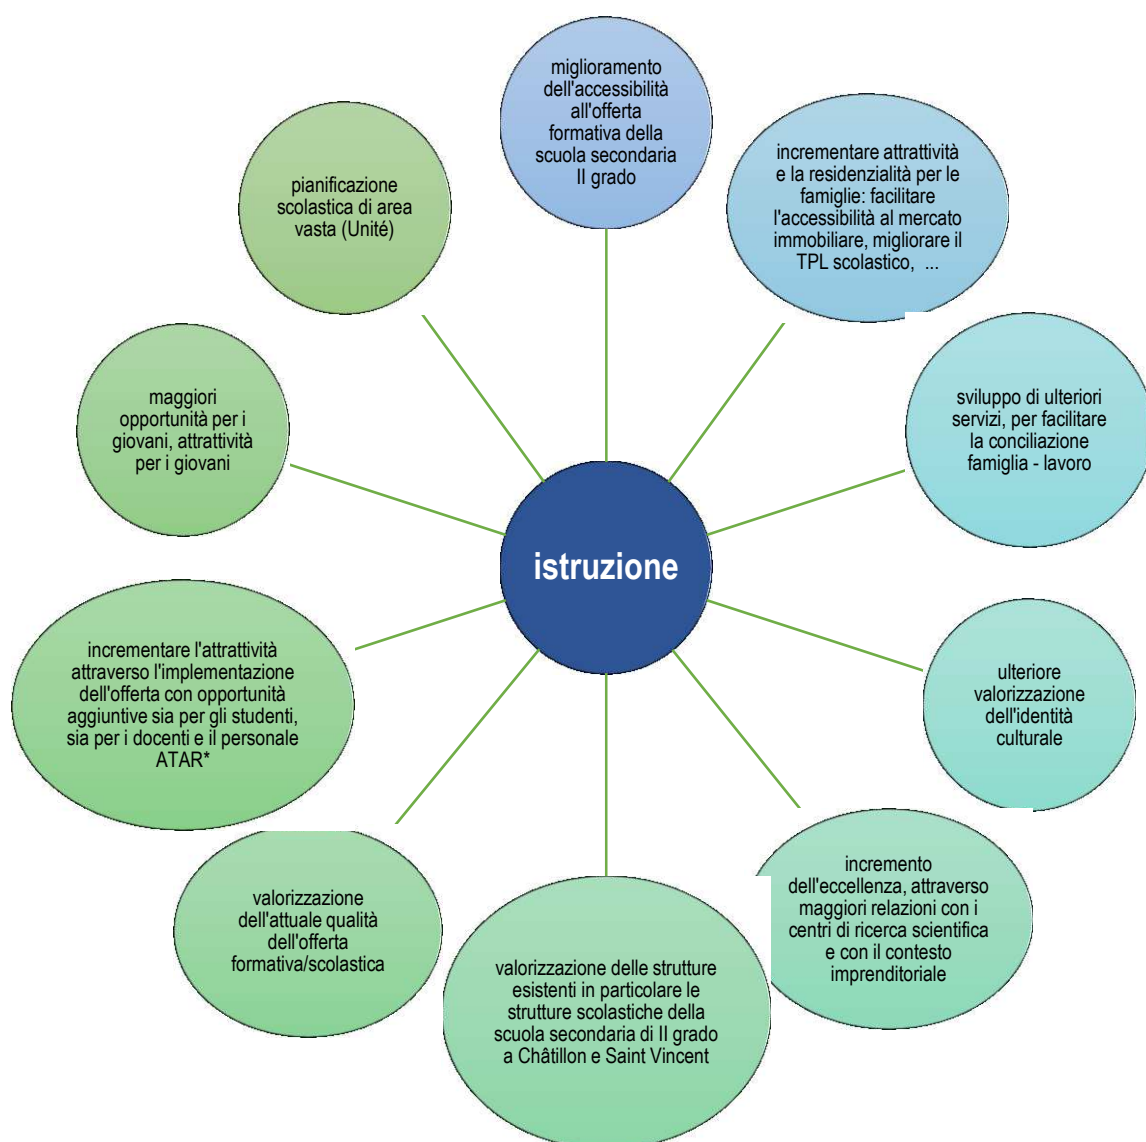 miglioramento
dell'accessibilità
all'offerta
formativa della
scuola secondaria
II grado
incrementare attrattività
e la residenzialità per le
famiglie: facilitare
l'accessibilità al mercato
immobiliare, migliorare il
TPL scolastico, ...
sviluppo di ulteriori
servizi, per facilitare
la conciliazione
famiglia - lavoro
ulteriore
valorizzazione
dell'identità
culturale
incremento
dell'eccellenza, attraverso
maggiori relazioni con i
centri di ricerca scientifica
e con il contesto
imprenditoriale
valorizzazione delle strutture
esistenti in particolare le
strutture scolastiche della
scuola secondaria di II grado
a Châtillon e Saint Vincent
valorizzazione
dell'attuale qualità
dell'offerta
formativa/scolastica
incrementare l'attrattività
attraverso l'implementazione
dell'offerta con opportunità
aggiuntive sia per gli studenti,
sia per i docenti e il personale
ATAR*
maggiori
opportunità per i
giovani, attrattività
per i giovani
pianificazione
scolastica di area
vasta (Unité)
istruzione